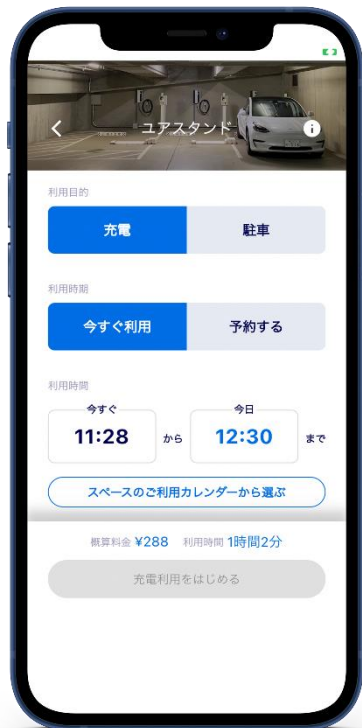 ユアスタンド
利用目的
充電 駐車
利用時期
今すぐ利用 予約する
利用時間
今すぐ 今日
11:28 から 12:30 まで
スペースのご利用カレンダーから選ぶ
概算料金 ¥288 利用時間 1時間2分
充電利用をはじめる